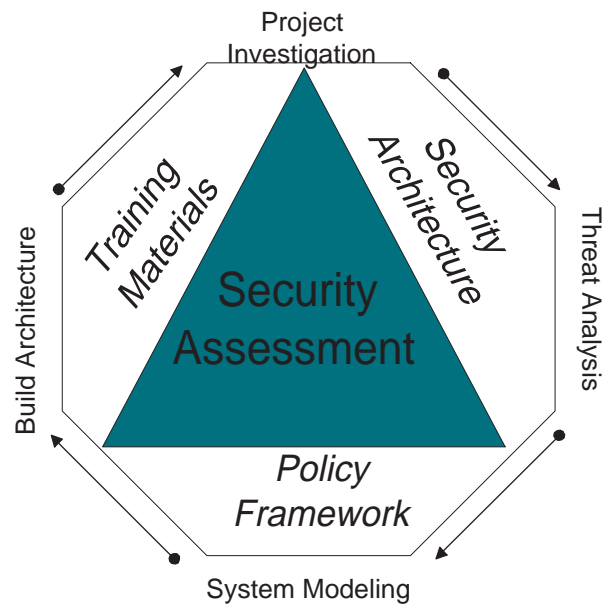 Project
Investigation
Training
Materials
Security
Architecture
Build Architecture
Threat Analysis
Security
Assessment
Policy
Framework
System Modeling